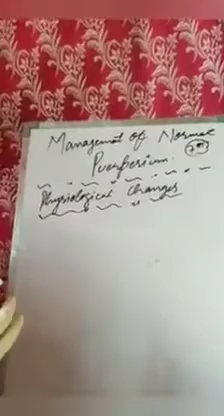 Management of Normal
Puerperium.
Physiological changes